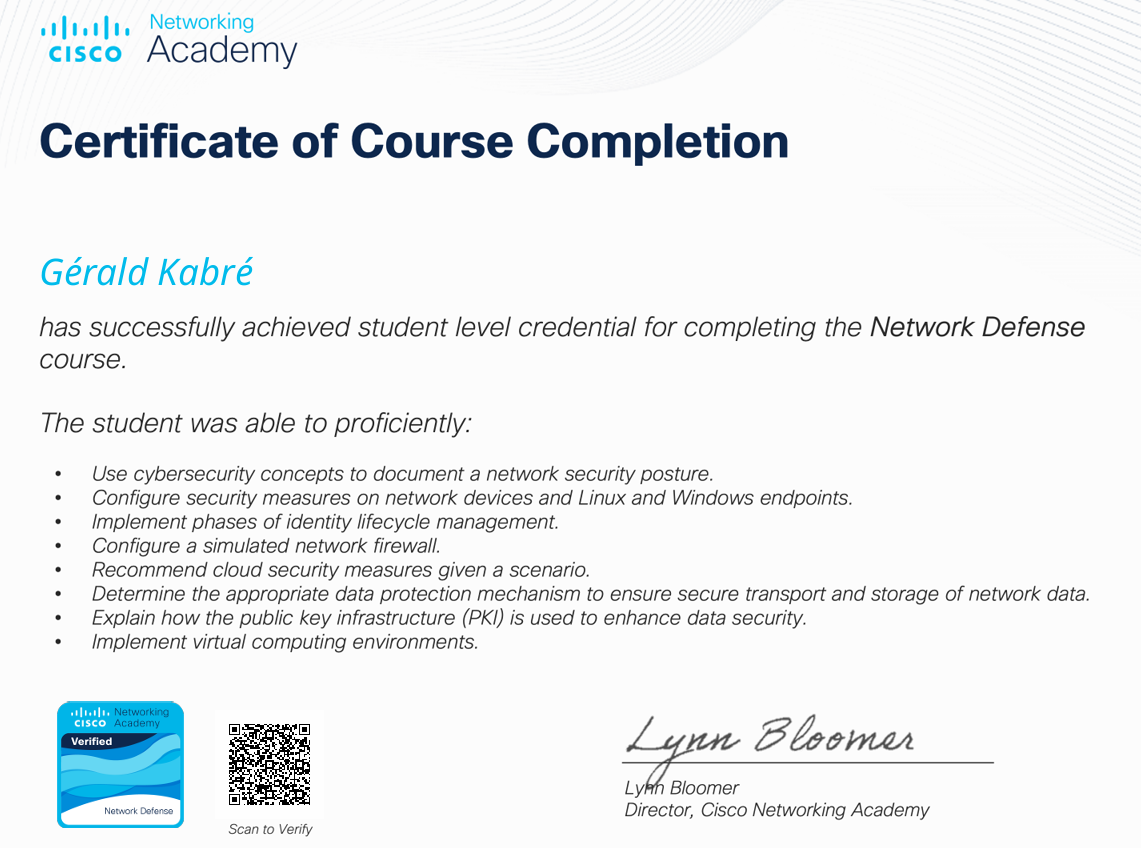 Networking
CISCO Academy
Certificate of Course Completion
Gérald Kabré
has successfully achieved student level credential for completing the Network Defense
course.
The student was able to proficiently:
• Use cybersecurity concepts to document a network security posture.
• Configure security measures on network devices and Linux and Windows endpoints.
• Implement phases of identity lifecycle management.
• Configure a simulated network firewall.
• Recommend cloud security measures given a scenario.
• Determine the appropriate data protection mechanism to ensure secure transport and storage of network data.
• Explain how the public key infrastructure (PKI) is used to enhance data security.
• Implement virtual computing environments.
Networking
CISCO Academy
Verified
Network Defense
Scan to Verify
Lynn Bloomer
Lynn Bloomer
Director, Cisco Networking Academy